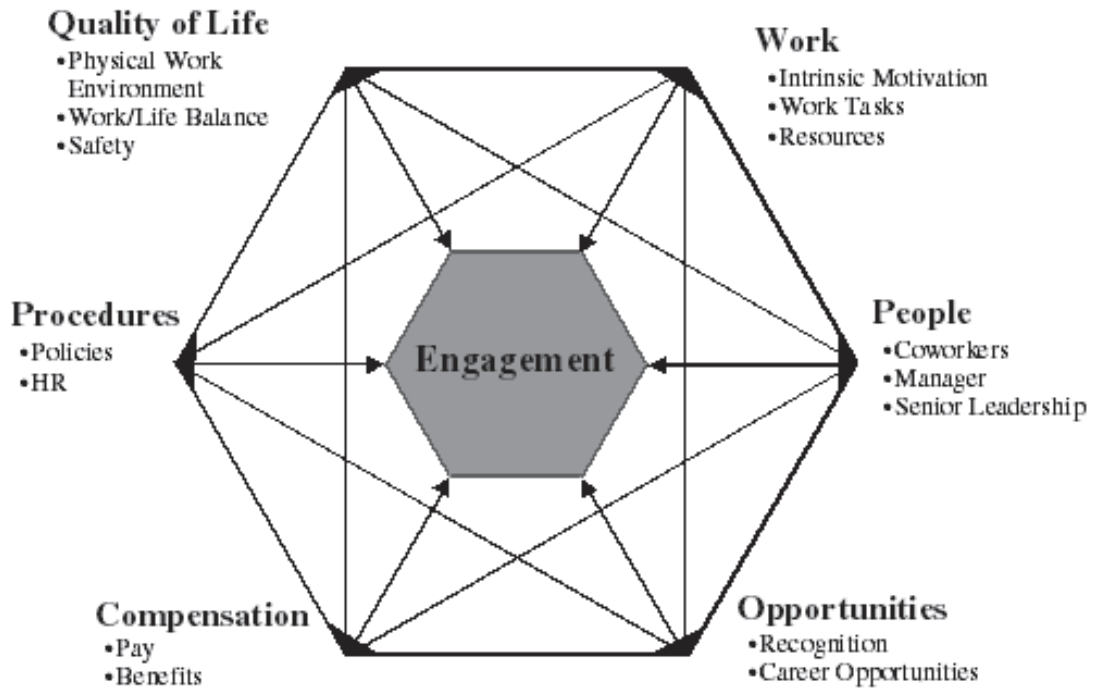 Quality of Life
•Physical Work
Environment
•Work/Life Balance
•Safety
Work
•Intrinsic Motivation
•Work Tasks
•Resources
Procedures
•Policies
•HR
Engagement
People
•Coworkers
•Manager
•Senior Leadership
Compensation
•Pay
•Benefits
Opportunities
•Recognition
•Career Opportunities